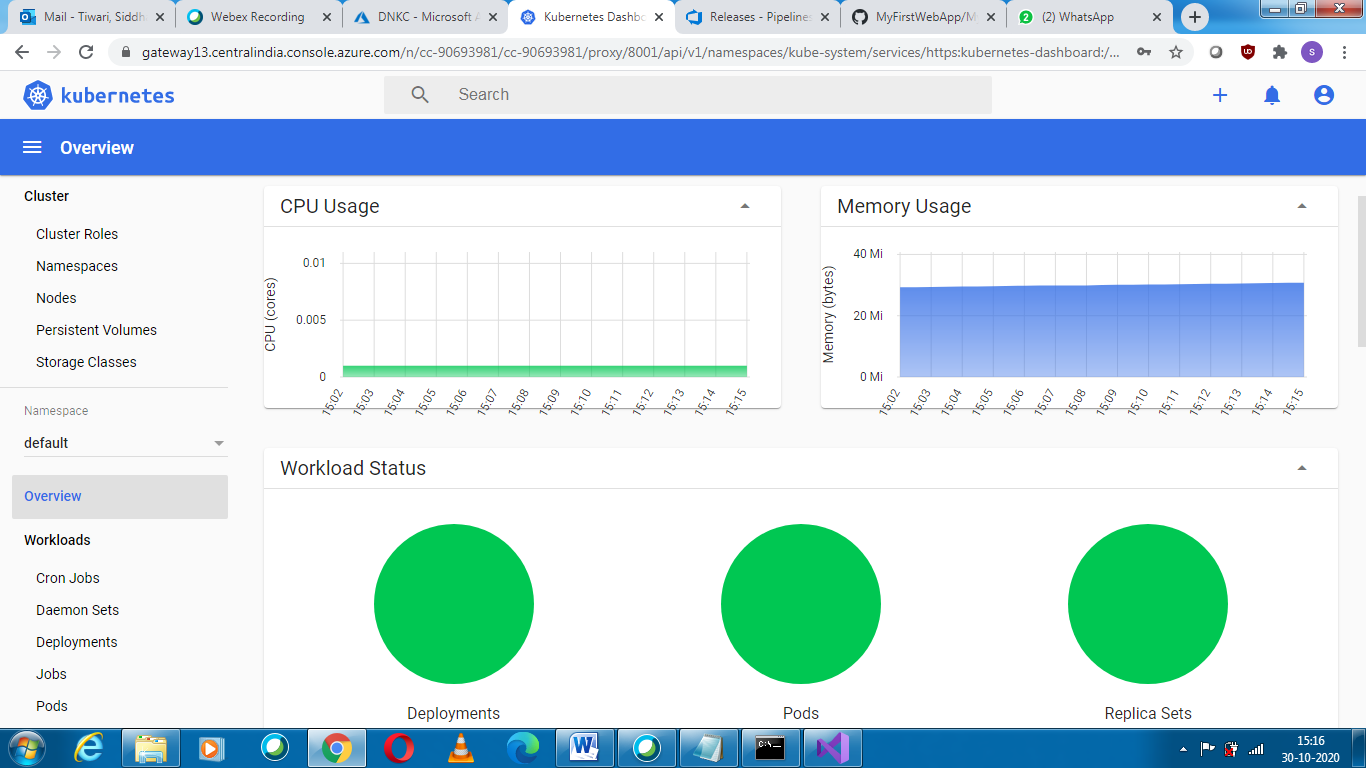 Mail - Tiwari, Siddha
Webex Recording
DNKC - Microsoft A
Kubernetes Dashbo
Releases - Pipelines
MyFirstWebApp/M
2
(2) WhatsApp
gateway13.centralindia.console.azure.com/n/cc-90693981/cc-90693981/proxy/8001/api/v1/namespaces/kube-system/services/https:kubernetes-dashboard:/...
S
kubernetes
Search
Overview
Cluster
Cluster Roles
Namespaces
Nodes
Persistent Volumes
Storage Classes
Namespace
default
Overview
Workloads
Cron Jobs
Daemon Sets
Deployments
Jobs
Pods
CPU Usage
CPU (cores)
0.01
0.005
0
15:02 15:03 15:04 15:05 15:06 15:07 15:08 15:09 15:10 15:11 15:12 15:13 15:14 15:15
Memory Usage
Memory (bytes)
40 Mi
20 Mi
0 Mi
15:02 15:03 15:04 15:05 15:06 15:07 15:08 15:09 15:10 15:11 15:12 15:13 15:14 15:15
Workload Status
Deployments
Pods
Replica Sets
15:16
30-10-2020